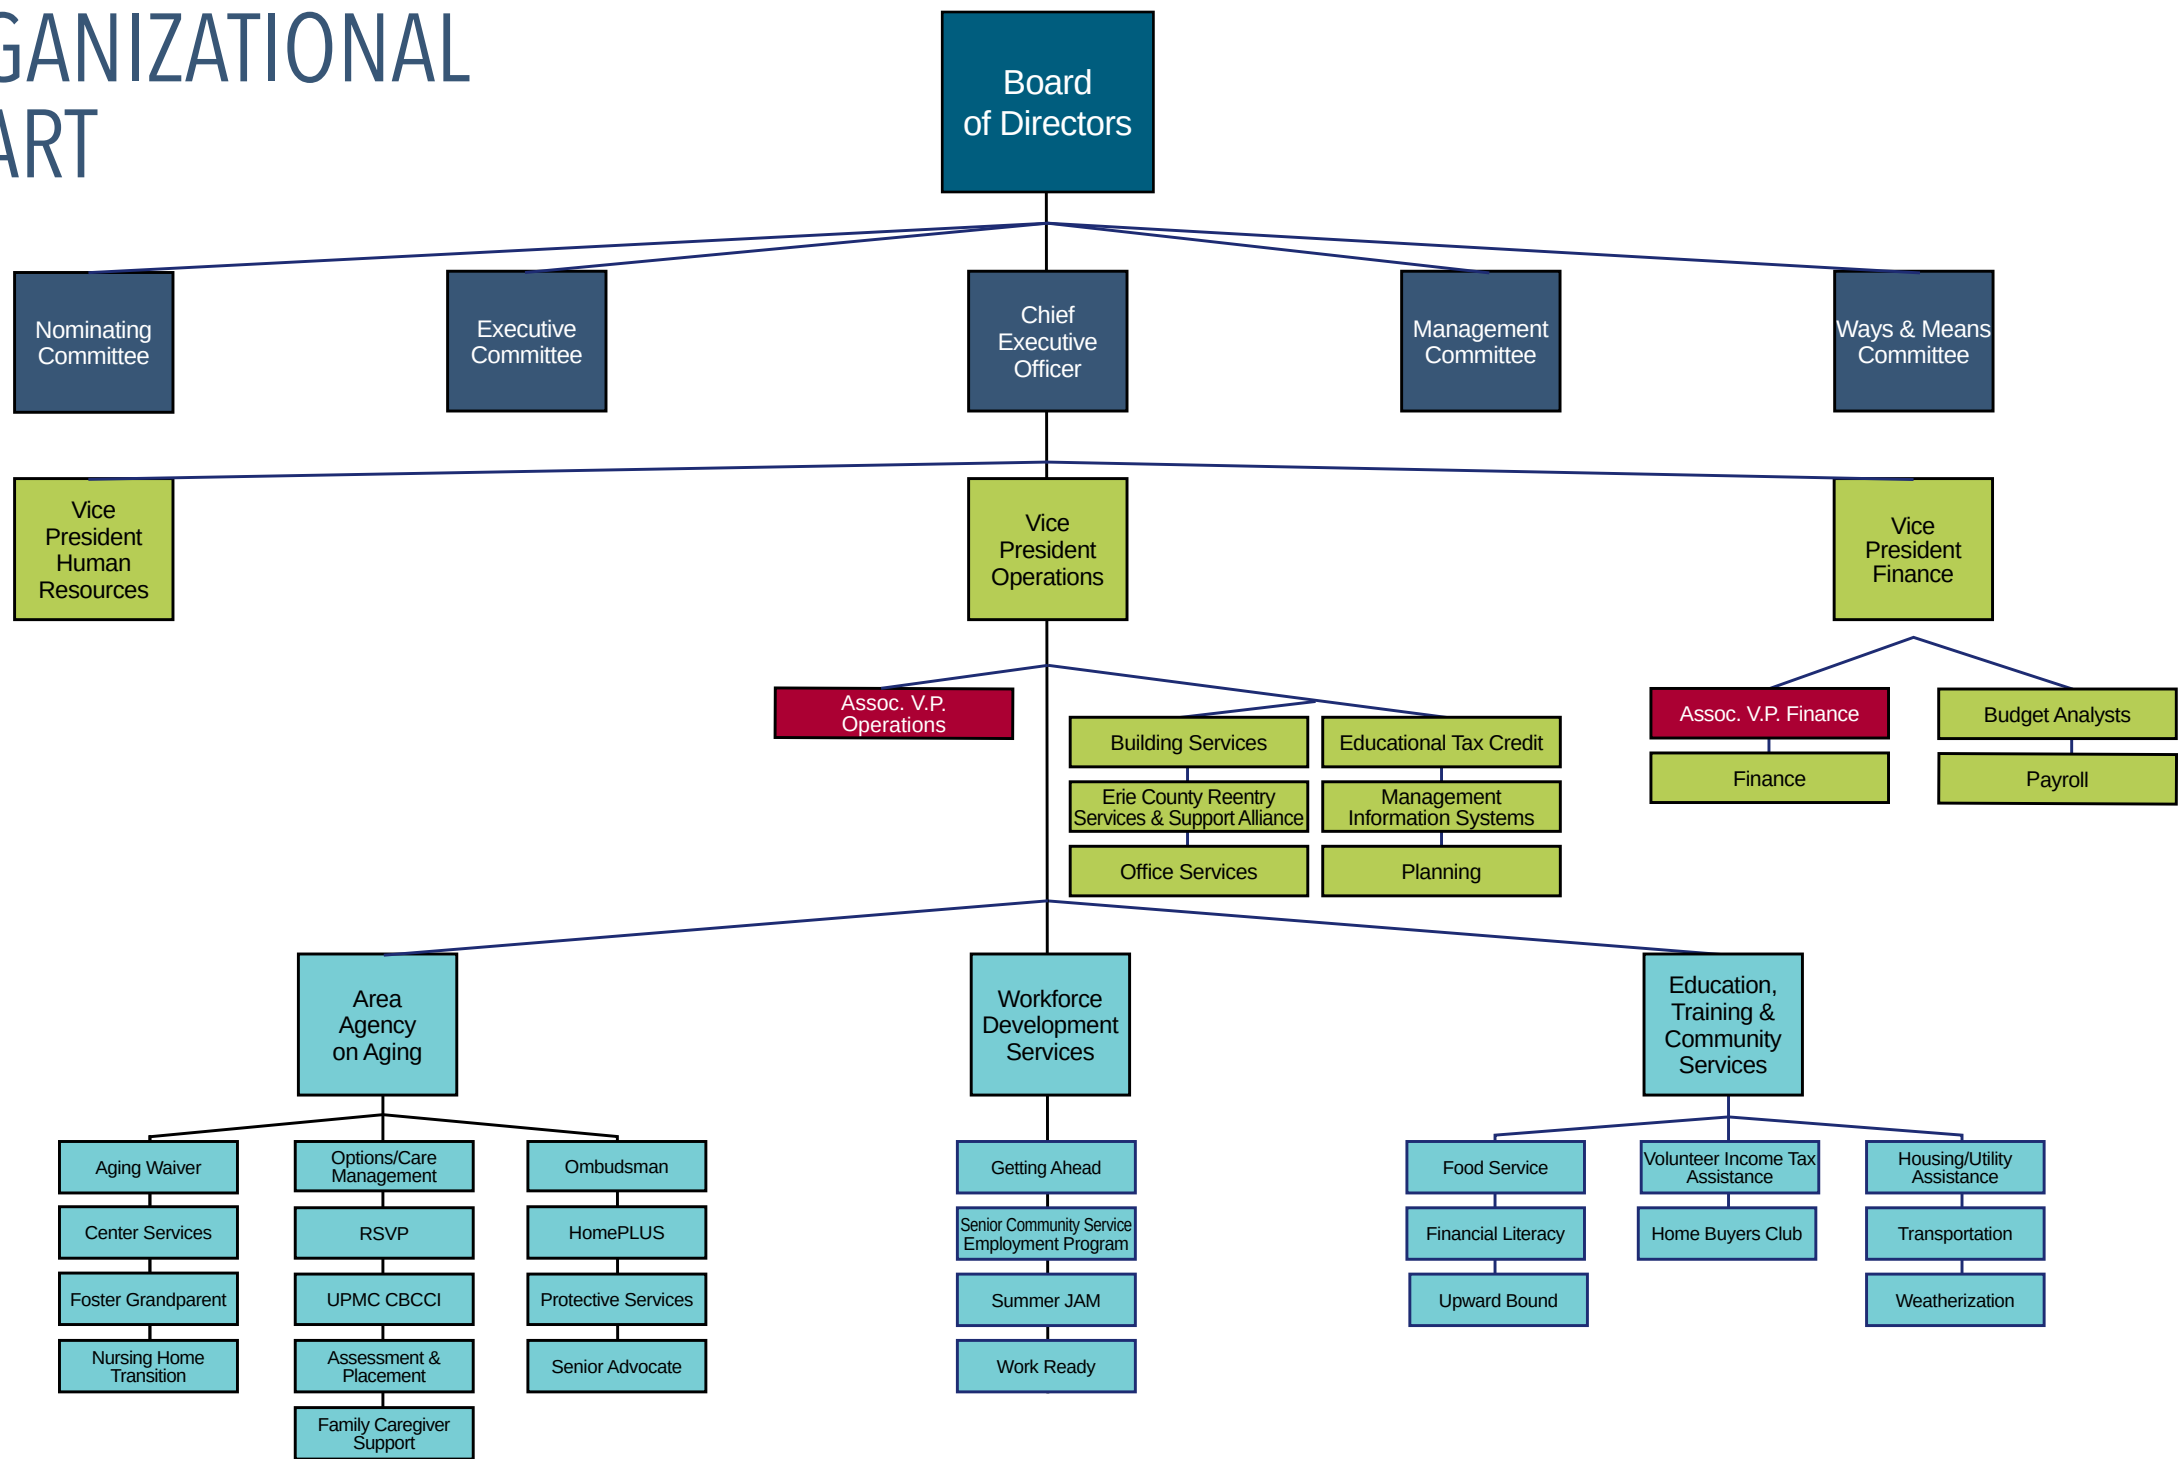 GANIZATIONAL
ART
Board
of Directors
Nominating
Committee
Executive
Committee
Chief
Executive
Officer
Management
Committee
Ways & Means
Committee
Vice
President
Human
Resources
Vice
President
Operations
Vice
President
Finance
Assoc. V.P.
Operations
Building Services
Erie County Reentry
Services & Support Alliance
Office Services
Educational Tax Credit
Management
Information Systems
Planning
Assoc. V.P. Finance
Finance
Budget Analysts
Payroll
Area
Agency
on Aging
Workforce
Development
Services
Education,
Training &
Community
Services
Aging Waiver
Center Services
Foster Grandparent
Nursing Home
Transition
Options/Care
Management
RSVP
UPMC CBCCI
Assessment &
Placement
Family Caregiver
Support
Ombudsman
HomePLUS
Protective Services
Senior Advocate
Getting Ahead
Senior Community Service
Employment Program
Summer JAM
Work Ready
Food Service
Financial Literacy
Upward Bound
Volunteer Income Tax
Assistance
Home Buyers Club
Housing/Utility
Assistance
Transportation
Weatherization